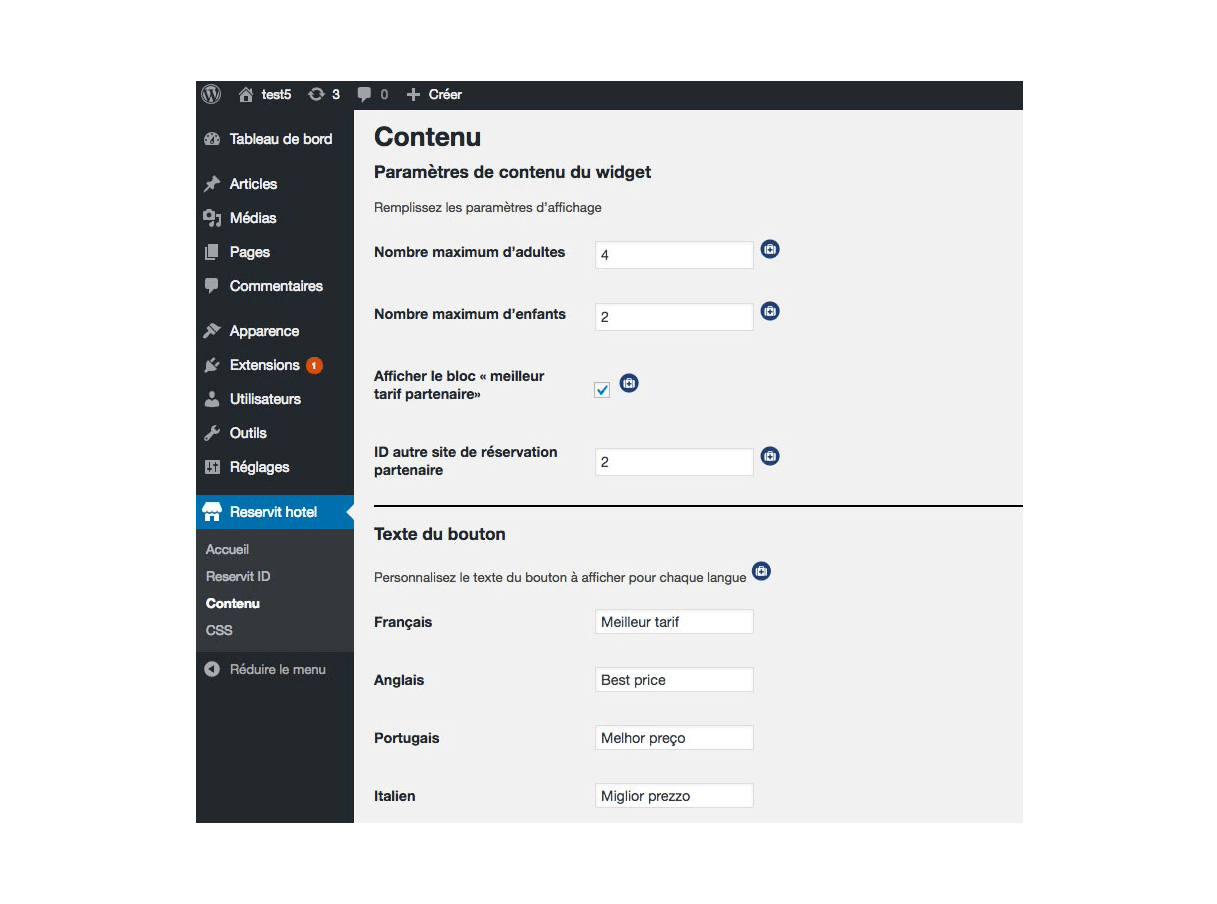 test5 3 0 Créer
Tableau de bord
Articles
Médias
Pages
Commentaires
Apparence
Extensions 1
Utilisateurs
Outils
Réglages
Reservit hotel
Accueil
Reservit ID
Contenu
CSS
Réduire le menu
Contenu
Paramètres de contenu du widget
Remplissez les paramètres d’affichage
Nombre maximum d’adultes 4
Nombre maximum d’enfants 2
Afficher le bloc « meilleur
tarif partenaire»
ID autre site de réservation
partenaire
2
Texte du bouton
Personnalisez le texte du bouton à afficher pour chaque langue
Français Meilleur tarif
Anglais Best price
Portugais Melhor preço
Italien Miglior prezzo